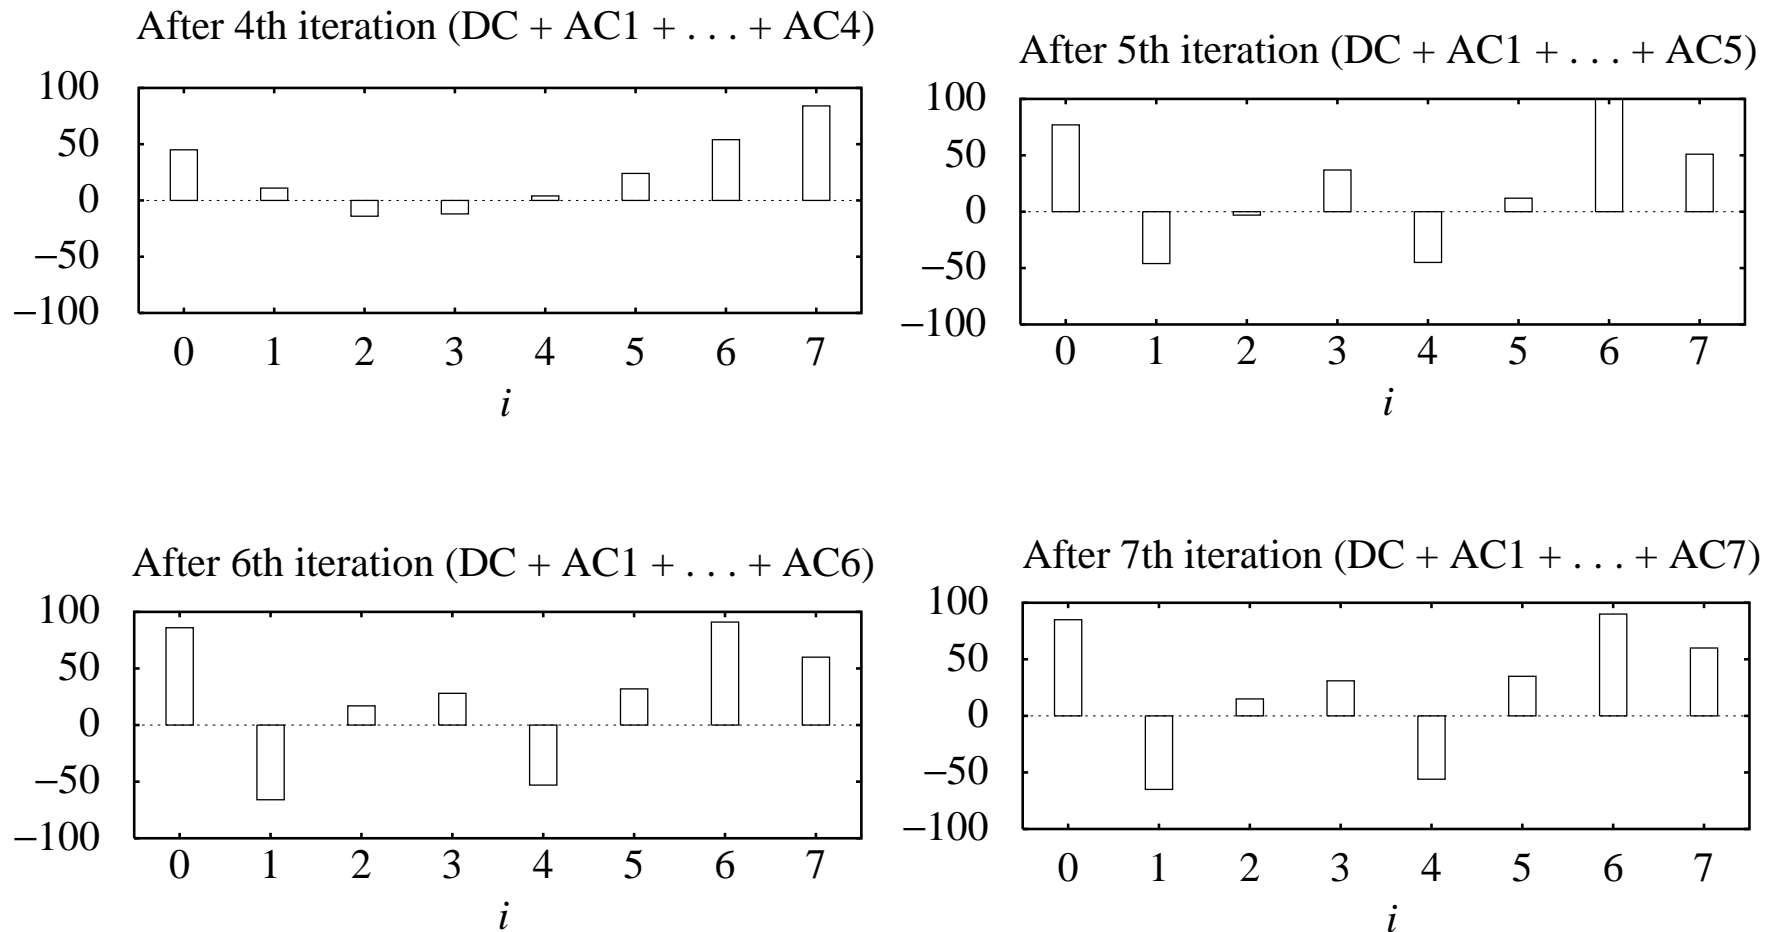 After 4th iteration (DC + AC1 + . . . + AC4)
100
50
0
−50
−100
0 1 2 3 4 5 6 7
i
After 5th iteration (DC + AC1 + . . . + AC5)
100
50
0
−50
−100
0 1 2 3 4 5 6 7
i
After 6th iteration (DC + AC1 + . . . + AC6)
100
50
0
−50
−100
0 1 2 3 4 5 6 7
i
After 7th iteration (DC + AC1 + . . . + AC7)
100
50
0
−50
−100
0 1 2 3 4 5 6 7
i